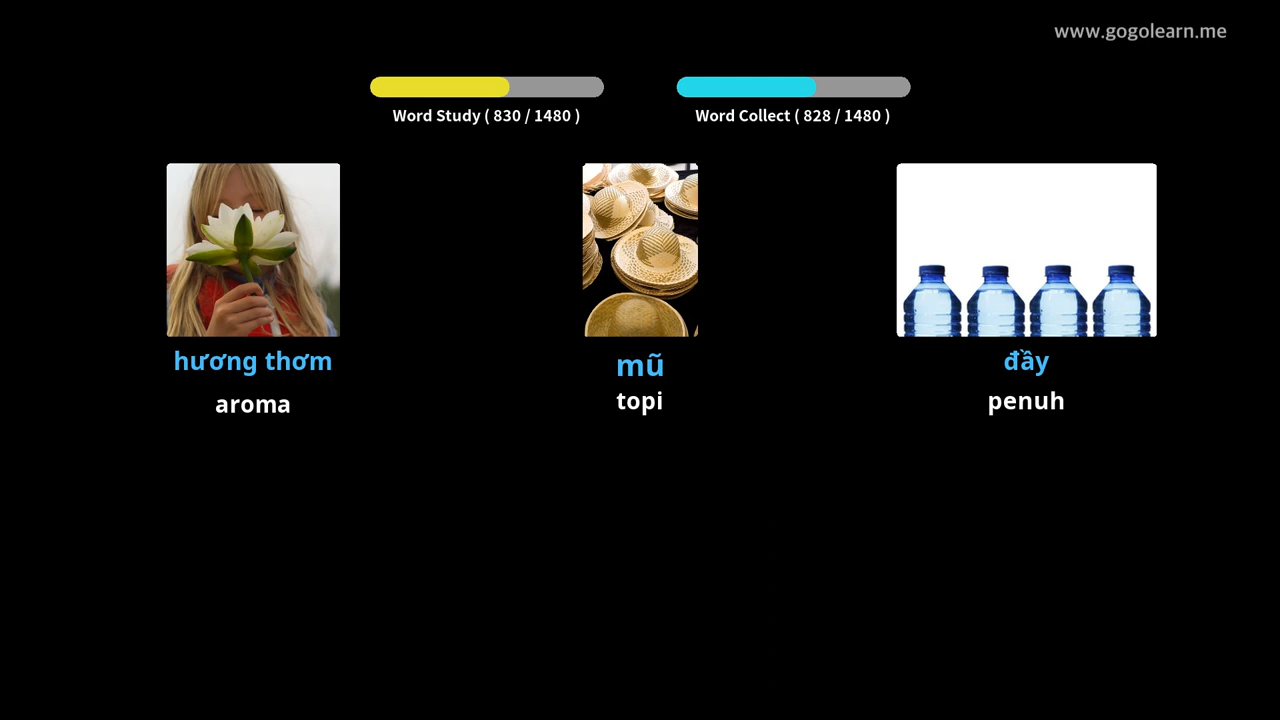 www.gogolearn.me
Word Study ( 830 / 1480 )
Word Collect ( 828 / 1480 )
hương thơm
aroma
mũ
topi
đầy
penuh